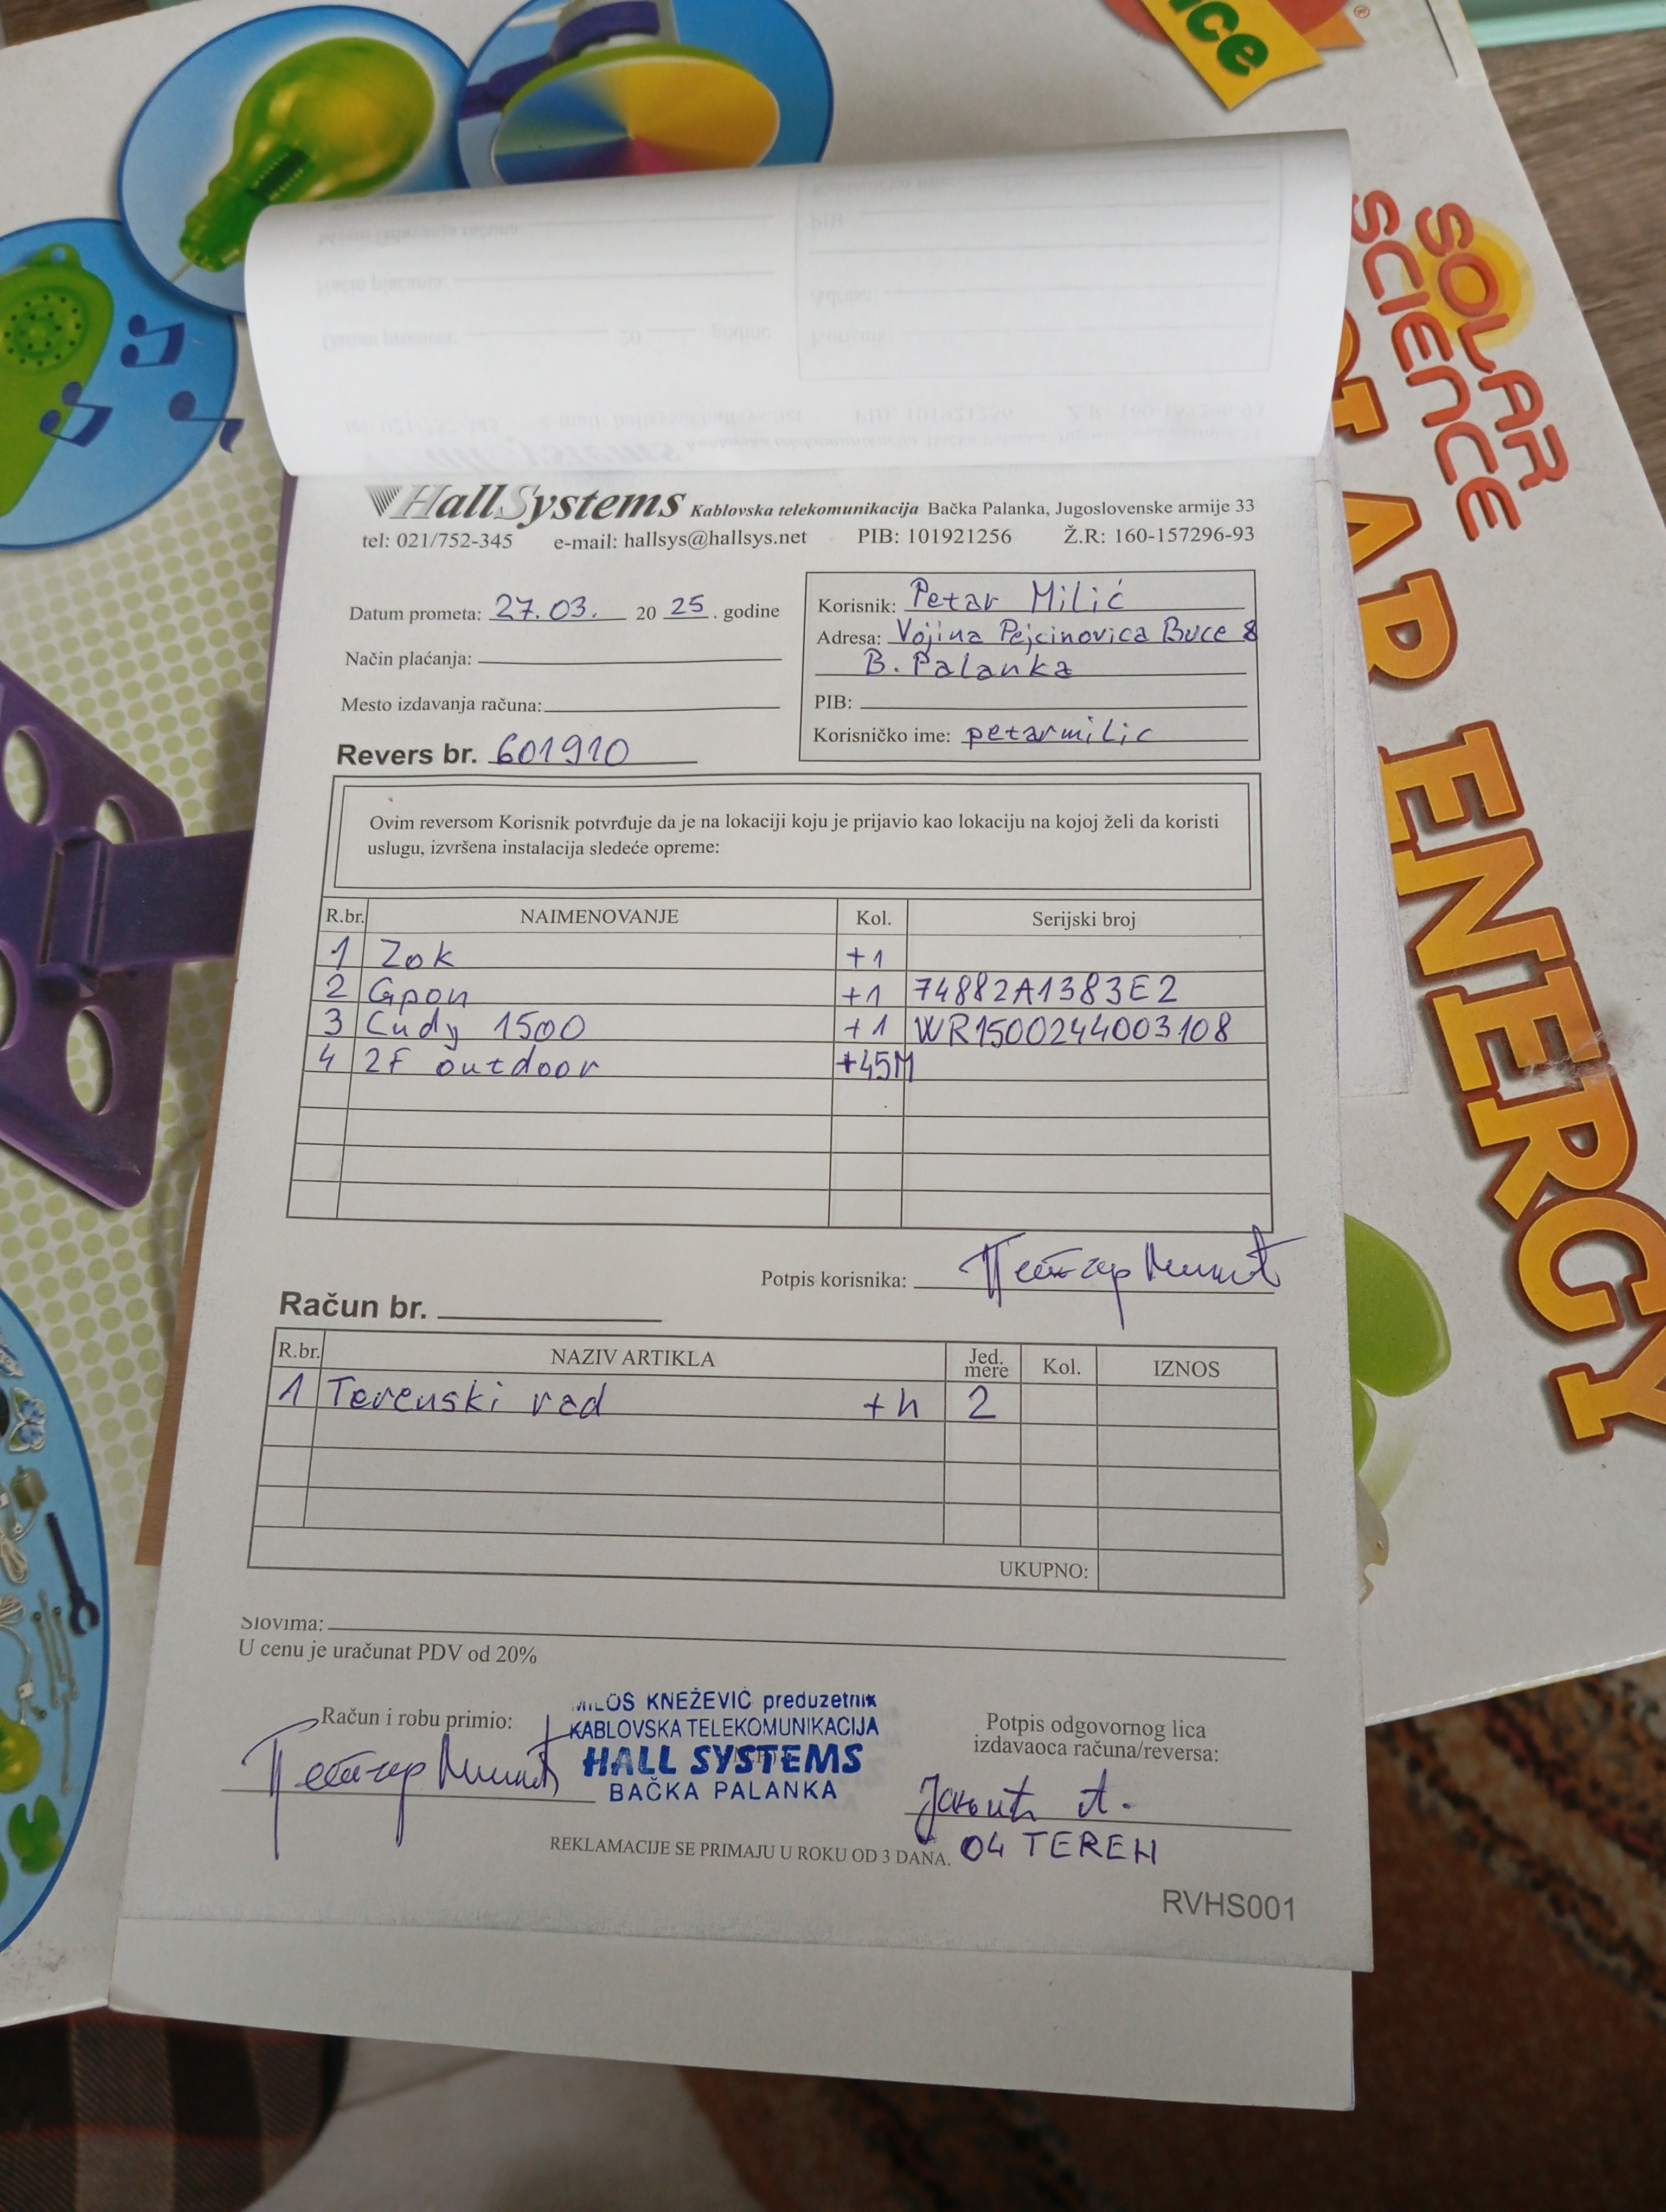 ice
SOLAR
SCIENCE
SOLAR ENERGY
HallSystems Kablovska telekomunikacija Bačka Palanka, Jugoslovenske armije 33
tel: 021/752-345 e-mail: hallsys@hallsys.net PIB: 101921256 Ž.R: 160-157296-93
Datum prometa: 27.03. 20 25. godine
Način plaćanja:
Mesto izdavanja računa:
Revers br. 601910
Korisnik: Petar Milić
Adresa: Vojina Pejcinovica Buce 8
B. Palanka
PIB:
Korisničko ime: petarmilic
Ovim reversom Korisnik potvrđuje da je na lokaciji koju je prijavio kao lokaciju na kojoj želi da koristi
uslugu, izvršena instalacija sledeće opreme:
R.br. NAIMENOVANJE Kol. Serijski broj
1 Zok +1
2 Gpon +1 74882A1383E2
3 Cudy 1500 +1 WR1500244003108
4 2F outdoor +45M
Potpis korisnika: Петар Милић
Račun br.
R.br. NAZIV ARTIKLA Jed. mere Kol. IZNOS
1 Terenski rad +h 2
UKUPNO:
Slovima:
U cenu je uračunat PDV od 20%
Račun i robu primio:
Петар Милић
MILOŠ KNEŽEVIĆ preduzetnik
KABLOVSKA TELEKOMUNIKACIJA
HALL SYSTEMS
BAČKA PALANKA
Potpis odgovornog lica
izdavaoca računa/reversa:
04 TEREH
REKLAMACIJE SE PRIMAJU U ROKU OD 3 DANA.
RVHS001